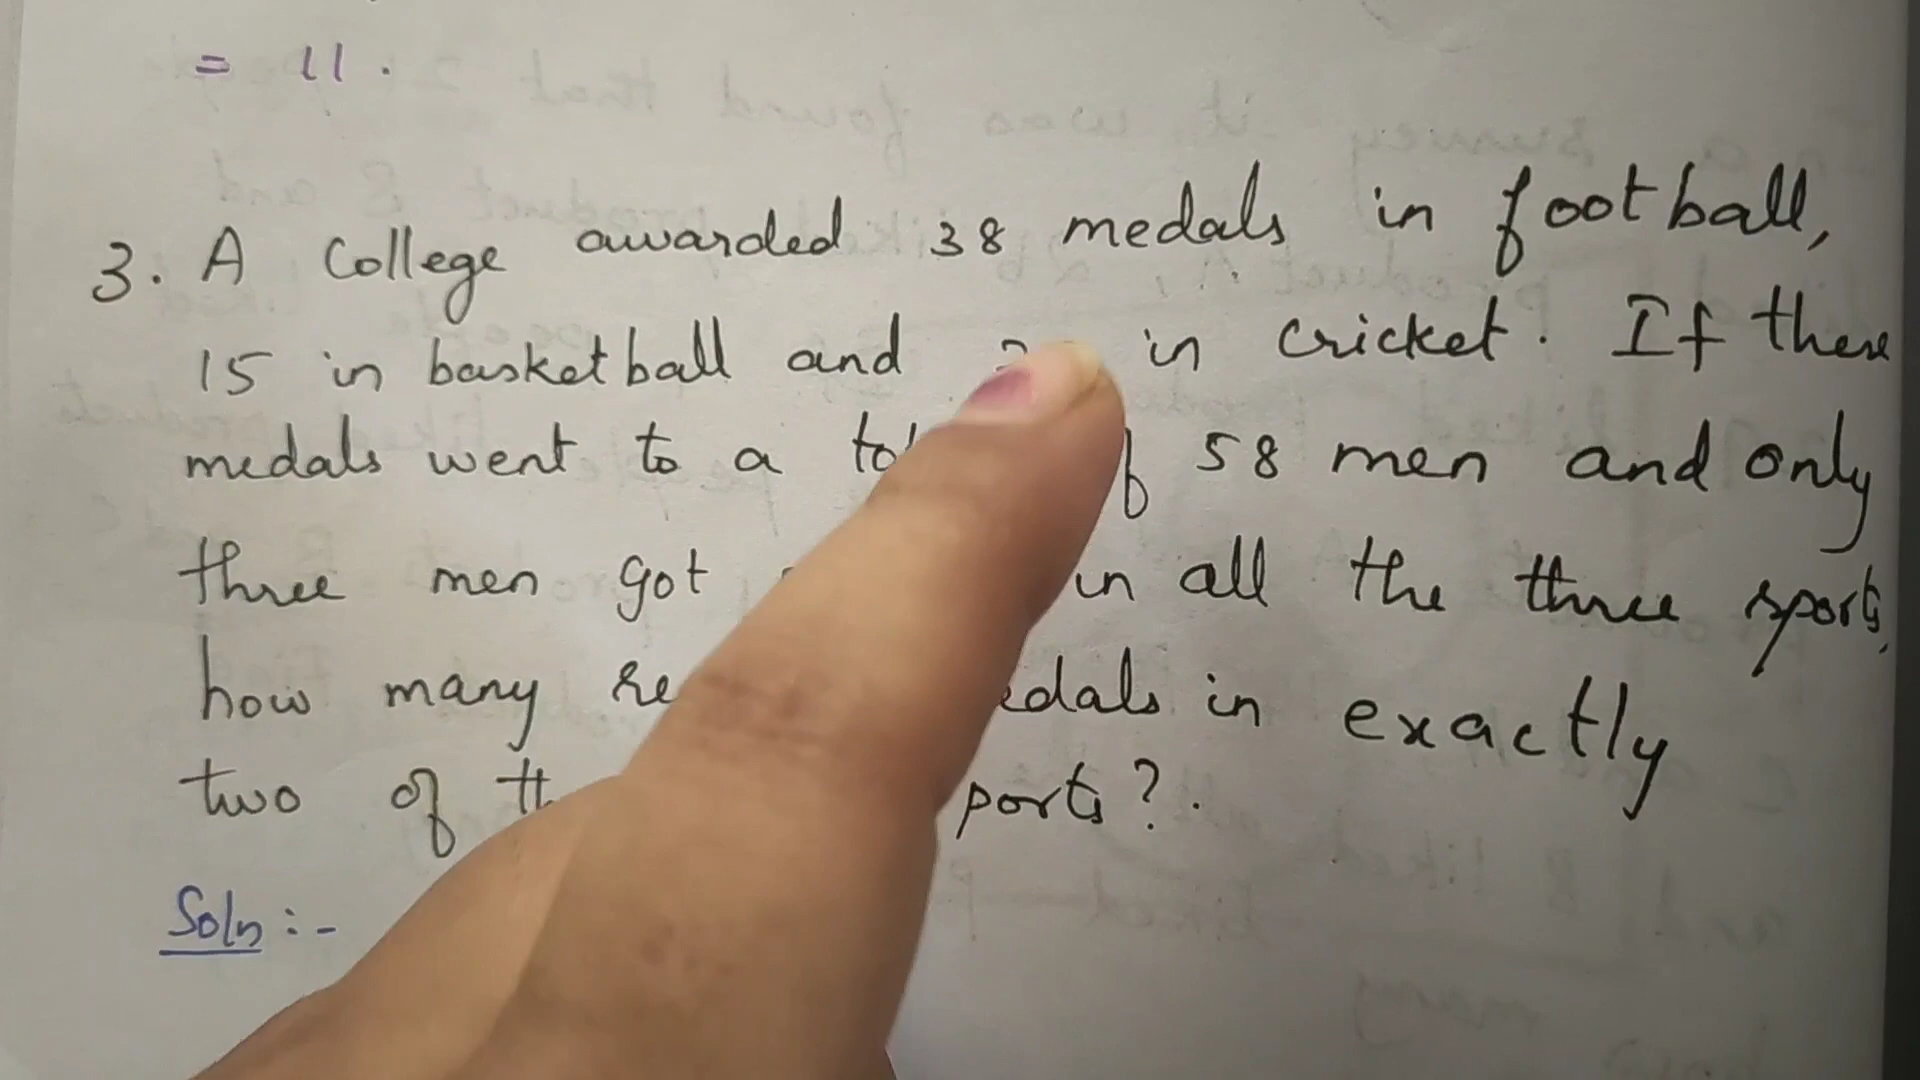 = 11.
3. A College awarded 38 medals in football,
15 in basketball and in cricket. If these
medals went to a 58 men and only
three men got in all the three sports,
how many in exactly
two of
Soln :-